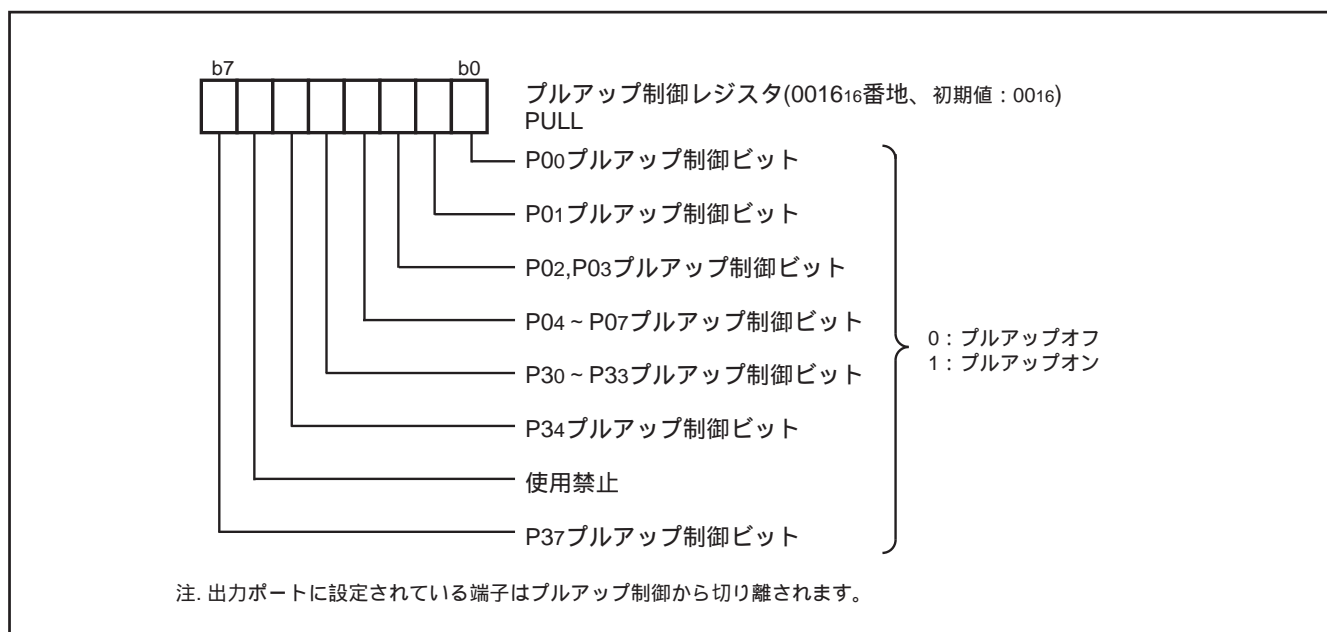 b7 b0
プルアップ制御レジスタ(001616番地、初期値:0016)
PULL
P00プルアップ制御ビット
P01プルアップ制御ビット
P02,P03プルアップ制御ビット
P04~P07プルアップ制御ビット
P30~P33プルアップ制御ビット
P34プルアップ制御ビット
使用禁止
P37プルアップ制御ビット
0:プルアップオフ
1:プルアップオン
注. 出力ポートに設定されている端子はプルアップ制御から切り離されます。